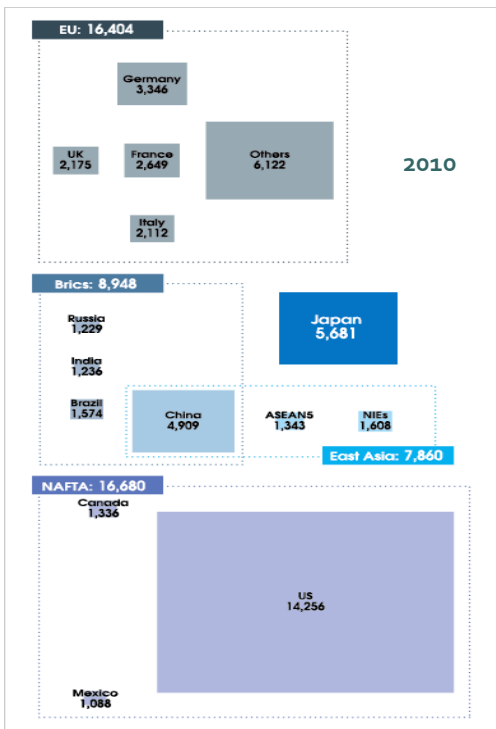 EU: 16,404
Germany
3,346
UK
2,175
France
2,649
Others
6,122
2010
Italy
2,112
Brics: 8,948
Russia
1,229
Japan
5,681
India
1,236
Brazil
1,574
China
4,909
ASEAN5
1,343
NIEs
1,608
East Asia: 7,860
NAFTA: 16,680
Canada
1,336
US
14,256
Mexico
1,088